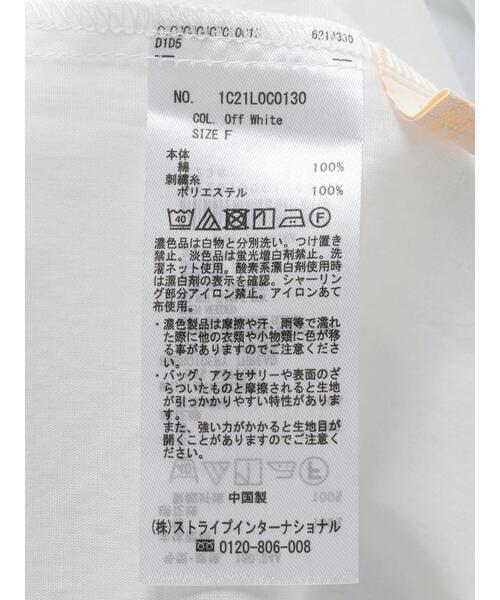 D1D5
NO. 1C21L0C0130
COL. Off White
SIZE F
本体
綿 100%
刺繍糸
ポリエステル 100%
40
F
濃色品は白物と分別洗い。つけ置き
禁止。淡色品は蛍光増白剤禁止。洗
濯ネット使用。酸素系漂白剤使用時
は漂白剤の表示を確認。シャーリン
グ部分アイロン禁止。アイロンあて
布使用。
・濃色製品は摩擦や汗、雨等で濡れ
た際に他の衣類や小物類に色が移
る事がありますのでご注意くださ
い。
・バッグ、アクセサリーや表面のざ
らついたものと摩擦されると生地
が引っかかりやすい特性がありま
す。
また、強い力がかかると生地目が
開くことがありますのでご注意く
ださい。
中国製
(株)ストライプインターナショナル
0120-806-008